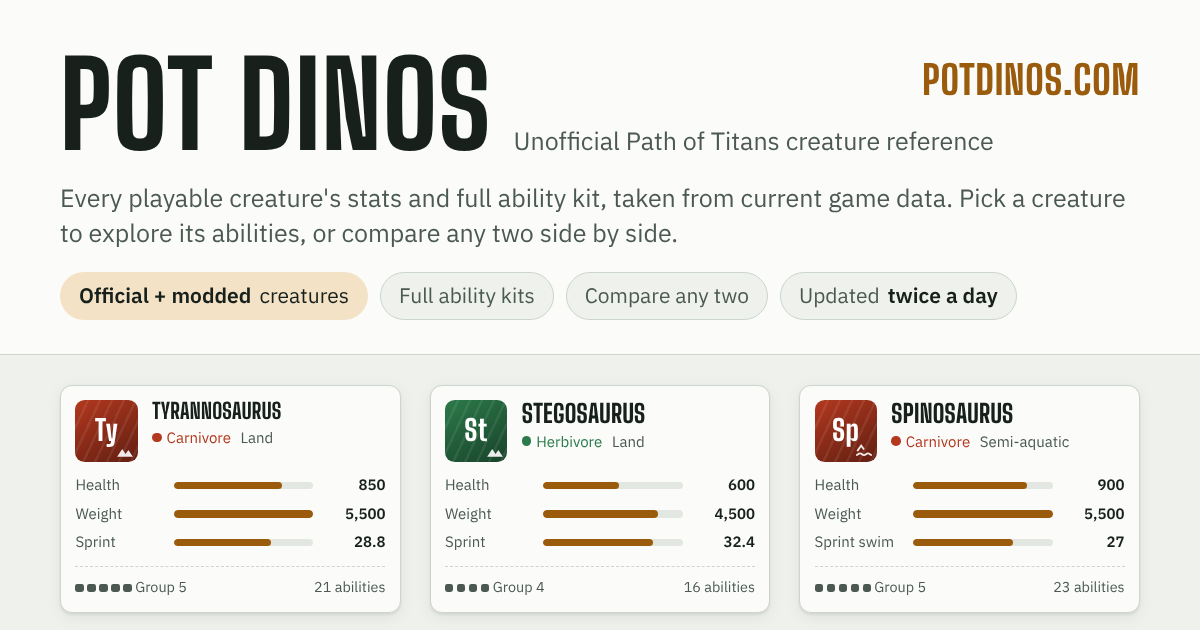 POT DINOS
POTDINOS.COM
Unofficial Path of Titans creature reference
Every playable creature's stats and full ability kit, taken from current game data. Pick a creature
to explore its abilities, or compare any two side by side.
Official + modded creatures
Full ability kits
Compare any two
Updated twice a day
Ty
TYRANNOSAURUS
Carnivore Land
Health 850
Weight 5,500
Sprint 28.8
Group 5 21 abilities
St
STEGOSAURUS
Herbivore Land
Health 600
Weight 4,500
Sprint 32.4
Group 4 16 abilities
Sp
SPINOSAURUS
Carnivore Semi-aquatic
Health 900
Weight 5,500
Sprint swim 27
Group 5 23 abilities